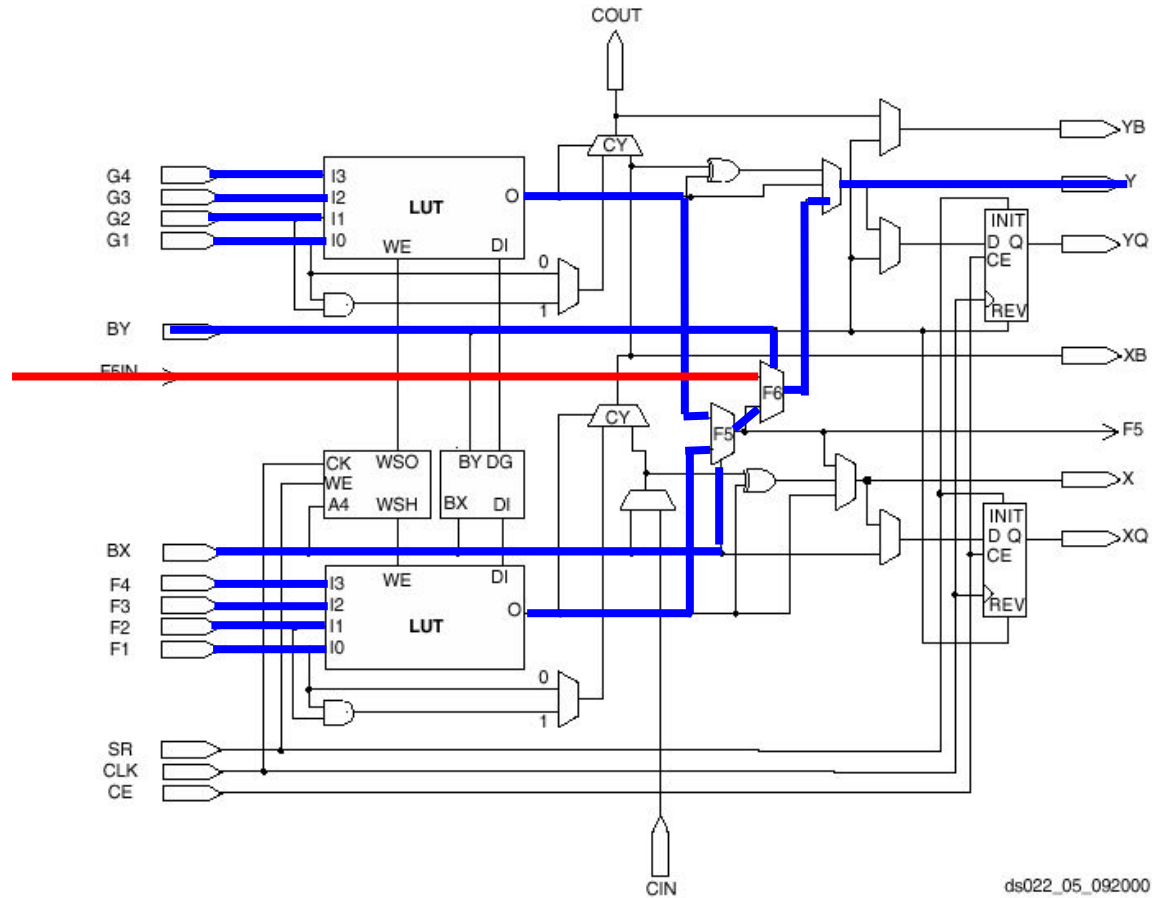 COUT
YB
G4
I3
G3
I2
LUT
O
Y
G2
I1
G1
I0
CY
WE
DI
INIT
D Q
YQ
CE
0
1
REV
BY
XB
F5IN
F6
CY
F5
F5
CK
WSO
BY DG
WE
X
A4
WSH
BX
DI
INIT
BX
D Q
XQ
CE
F4
I3
WE
DI
F3
I2
O
REV
F2
I1
LUT
F1
I0
0
1
SR
CLK
CE
CIN
ds022_05_092000